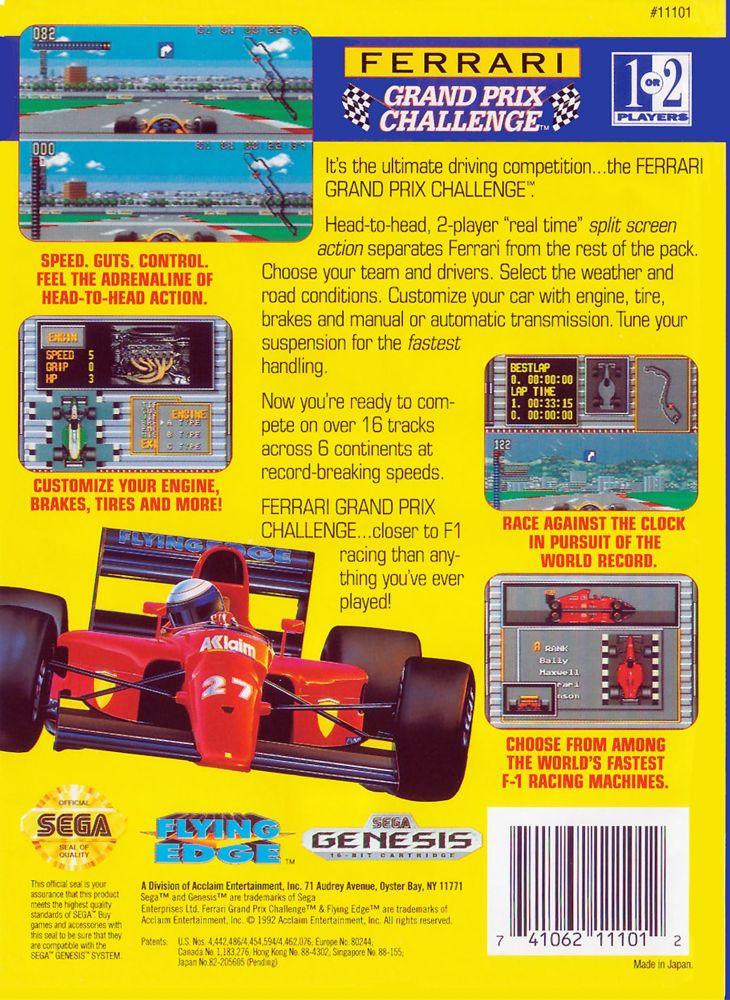 #11101
082
FERRARI
GRAND PRIX
CHALLENGE™
1 OR 2
PLAYERS
000
SPEED. GUTS. CONTROL.
FEEL THE ADRENALINE OF
HEAD-TO-HEAD ACTION.
It's the ultimate driving competition...the FERRARI
GRAND PRIX CHALLENGE™.
Head-to-head, 2-player "real time" split screen
action separates Ferrari from the rest of the pack.
Choose your team and drivers. Select the weather and
road conditions. Customize your car with engine, tire,
brakes and manual or automatic transmission. Tune your
suspension for the fastest
handling.
Now you're ready to com-
pete on over 16 tracks
across 6 continents at
record-breaking speeds.
FERRARI GRAND PRIX
CHALLENGE...closer to F1
racing than any-
thing you've ever
played!
ENGIN
SPEED 5
GRIP 0
HP 3
ENGINE
A TYPE
B TYPE
C TYPE
EXI
CUSTOMIZE YOUR ENGINE,
BRAKES, TIRES AND MORE!
BESTLAP
0. 00:00:00
LAP TIME
1. 00:33:15
0. 00:00:00
122
RACE AGAINST THE CLOCK
IN PURSUIT OF THE
WORLD RECORD.
A RANK
Bally
Maxwell
rari
nson
CHOOSE FROM AMONG
THE WORLD'S FASTEST
F-1 RACING MACHINES.
FLYING EDGE
AKlaim
27
OFFICIAL
SEGA
SEAL OF
QUALITY
FLYING
EDGE™
SEGA
GENESIS
16-BIT CARTRIDGE
This official seal is your
assurance that this product
meets the highest quality
standards of SEGA™. Buy
games and accessories with
this seal to be sure that they
are compatible with the
SEGA™ GENESIS™ SYSTEM.
A Division of Acclaim Entertainment, Inc. 71 Audrey Avenue, Oyster Bay, NY 11771
Sega™ and Genesis™ are trademarks of Sega
Enterprises Ltd. Ferrari Grand Prix Challenge™ & Flying Edge™ are trademarks of
Acclaim Entertainment, Inc. © 1992 Acclaim Entertainment, Inc. All rights reserved.
Patents: U.S. Nos. 4,442,486/4,454,594/4,462,076; Europe No. 80244;
Canada No. 1,183,276; Hong Kong No. 88-4302; Singapore No. 88-155;
Japan No.82-205605 (Pending)
7 41062 11101 2
Made in Japan.